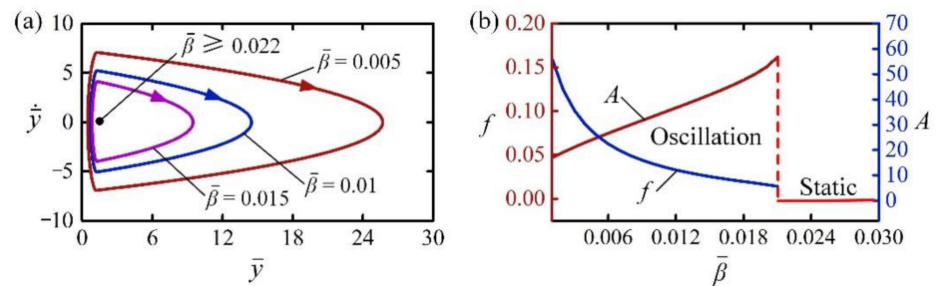 (a)
10
5
0
−5
−10
ẏ̄
0
6
12
18
24
30
ȳ
β̄ ⩾ 0.022
β̄ = 0.005
β̄ = 0.01
β̄ = 0.015
(b)
0.20
0.15
0.10
0.05
0.00
f
A
Oscillation
f
Static
0.006
0.012
0.018
0.024
0.030
β̄
70
60
50
40
30
20
10
0
A